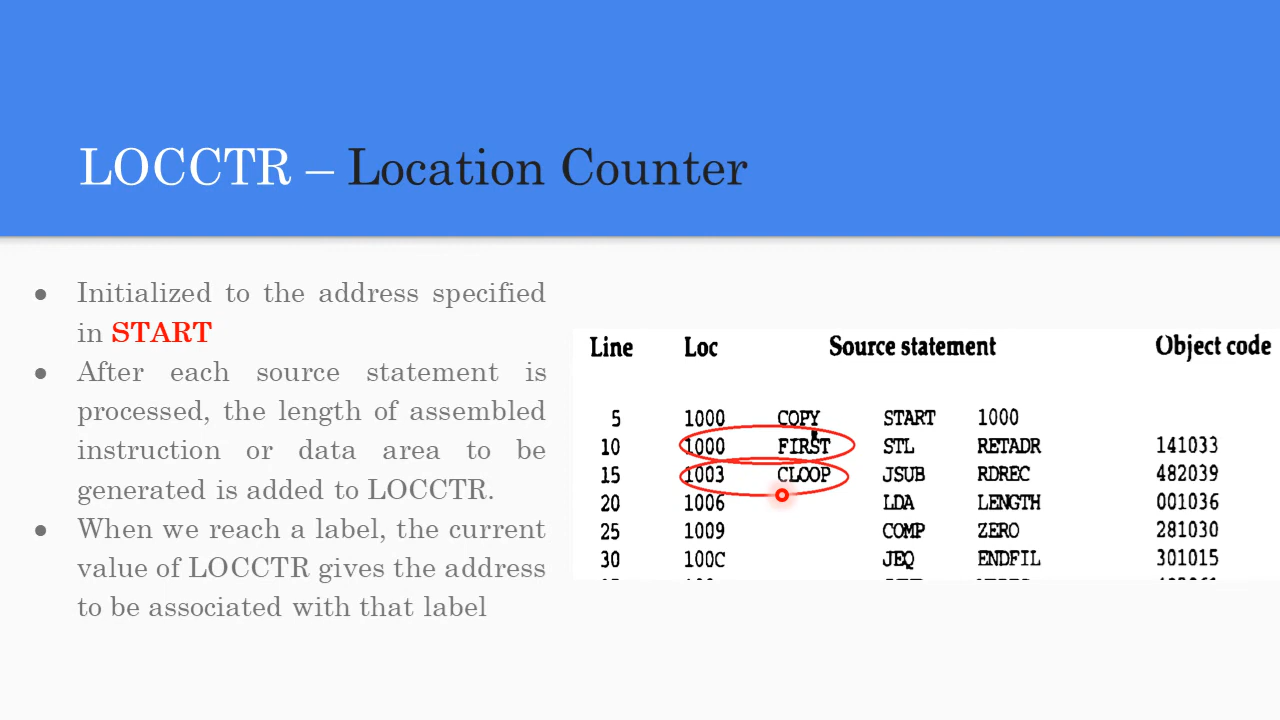 LOCCTR – Location Counter
● Initialized to the address specified
in START
● After each source statement is
processed, the length of assembled
instruction or data area to be
generated is added to LOCCTR.
● When we reach a label, the current
value of LOCCTR gives the address
to be associated with that label
Line Loc Source statement Object code
5 1000 COPY START 1000
10 1000 FIRST STL RETADR 141033
15 1003 CLOOP JSUB RDREC 482039
20 1006 LDA LENGTH 001036
25 1009 COMP ZERO 281030
30 100C JEQ ENDFIL 301015